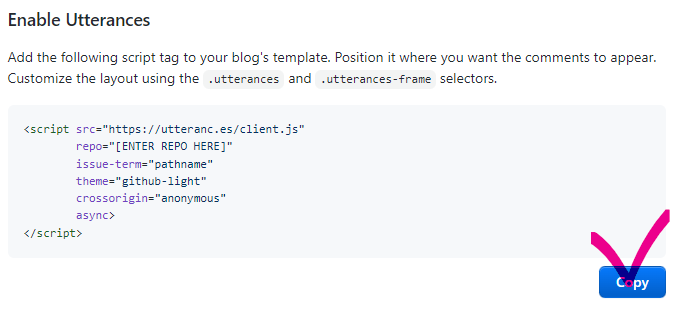 Enable Utterances
Add the following script tag to your blog's template. Position it where you want the comments to appear.
Customize the layout using the .utterances and .utterances-frame selectors.
<script src="https://utteranc.es/client.js"
repo="[ENTER REPO HERE]"
issue-term="pathname"
theme="github-light"
crossorigin="anonymous"
async>
</script>
Copy